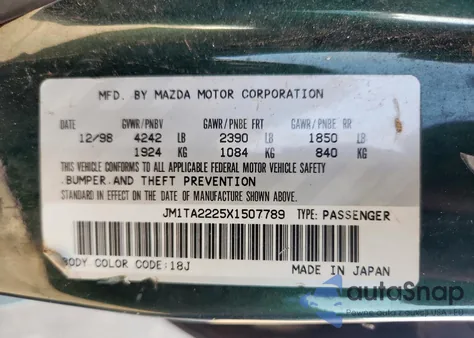 MFD. BY MAZDA MOTOR CORPORATION
DATE GVWR/PNBV GAWR/PNBE FRT GAWR/PNBE RR
12/98 4242 LB 2390 LB 1850 LB
1924 KG 1084 KG 840 KG
THIS VEHICLE CONFORMS TO ALL APPLICABLE FEDERAL MOTOR VEHICLE SAFETY
BUMPER AND THEFT PREVENTION
STANDARD IN EFFECT ON THE DATE OF MANUFACTURE SHOWN ABOVE.
JM1TA2225X1507789 TYPE: PASSENGER
BODY COLOR CODE:18J MADE IN JAPAN
autoSnap
Pewne auto z USA